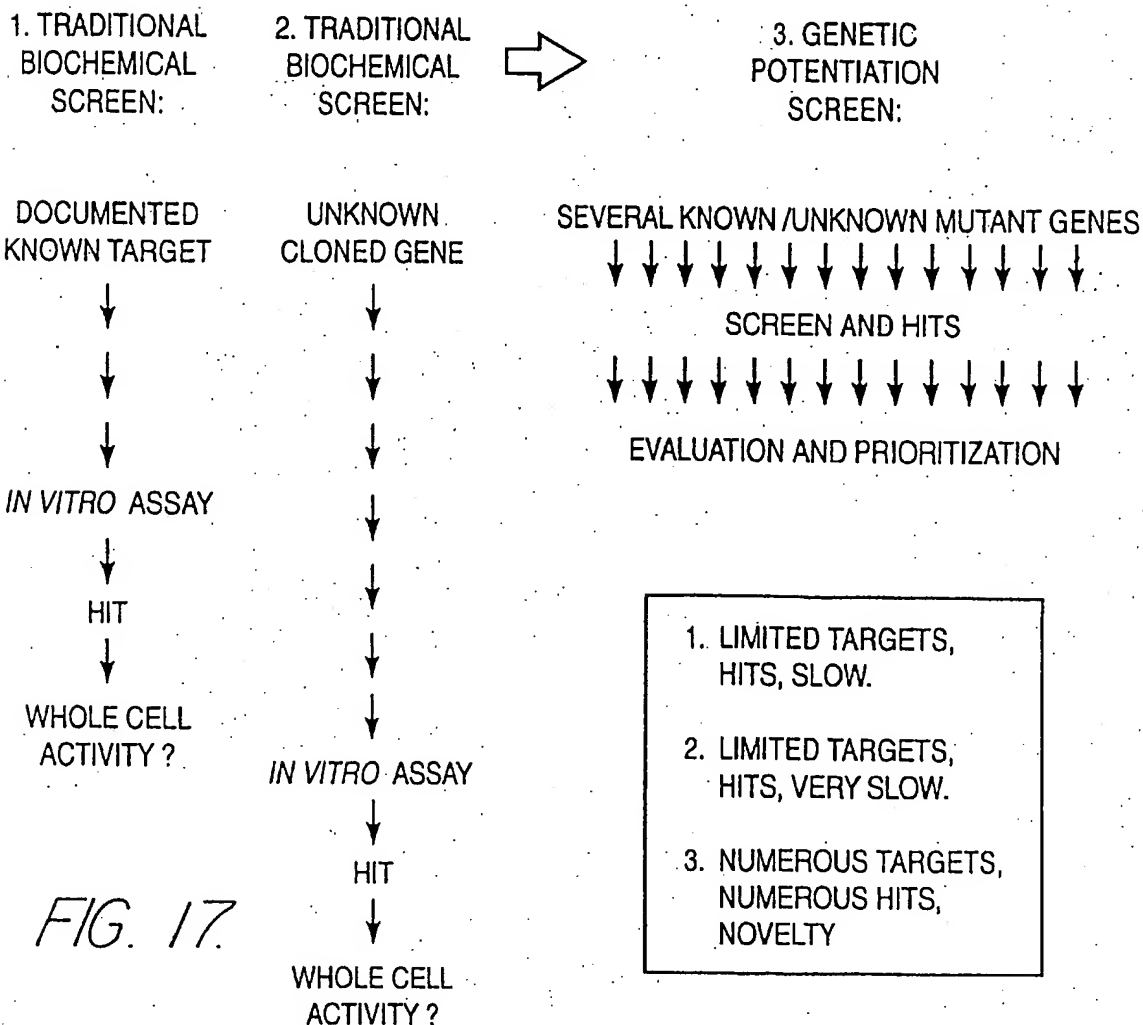 1. TRADITIONAL
BIOCHEMICAL
SCREEN:
2. TRADITIONAL
BIOCHEMICAL
SCREEN:
3. GENETIC
POTENTIATION
SCREEN:
DOCUMENTED
KNOWN TARGET
IN VITRO ASSAY
HIT
WHOLE CELL
ACTIVITY ?
UNKNOWN
CLONED GENE
IN VITRO ASSAY
HIT
WHOLE CELL
ACTIVITY ?
SEVERAL KNOWN /UNKNOWN MUTANT GENES
SCREEN AND HITS
EVALUATION AND PRIORITIZATION
1. LIMITED TARGETS,
HITS, SLOW.
2. LIMITED TARGETS,
HITS, VERY SLOW.
3. NUMEROUS TARGETS,
NUMEROUS HITS,
NOVELTY
FIG. 17.